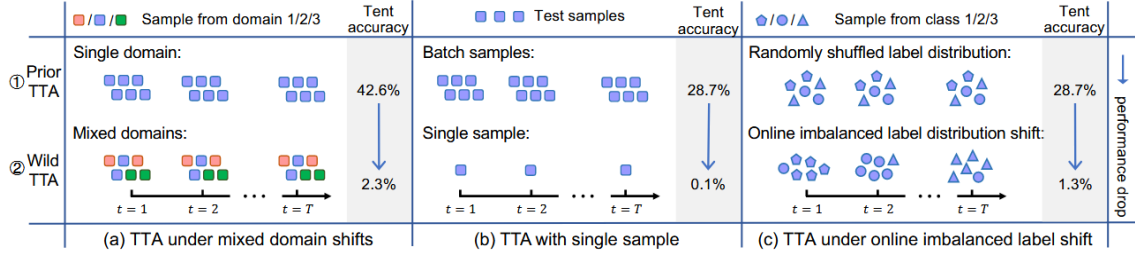 Sample from domain 1/2/3
Tent accuracy
Test samples
Tent accuracy
Sample from class 1/2/3
Tent accuracy
① Prior TTA
Single domain:
42.6%
Batch samples:
28.7%
Randomly shuffled label distribution:
28.7%
② Wild TTA
Mixed domains:
2.3%
Single sample:
0.1%
Online imbalanced label distribution shift:
1.3%
performance drop
t = 1 t = 2 ... t = T
t = 1 t = 2 ... t = T
t = 1 t = 2 ... t = T
(a) TTA under mixed domain shifts
(b) TTA with single sample
(c) TTA under online imbalanced label shift